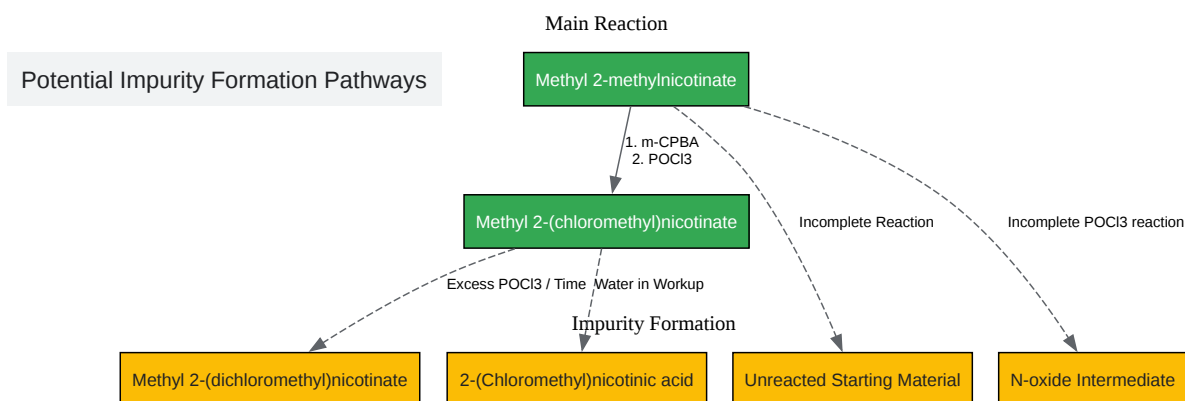 Main Reaction
Potential Impurity Formation Pathways
Methyl 2-methylnicotinate
1. m-CPBA
2. POCl3
Methyl 2-(chloromethyl)nicotinate
Incomplete Reaction
Incomplete POCl3 reaction
Excess POCl3 / Time
Water in Workup
Impurity Formation
Methyl 2-(dichloromethyl)nicotinate
2-(Chloromethyl)nicotinic acid
Unreacted Starting Material
N-oxide Intermediate